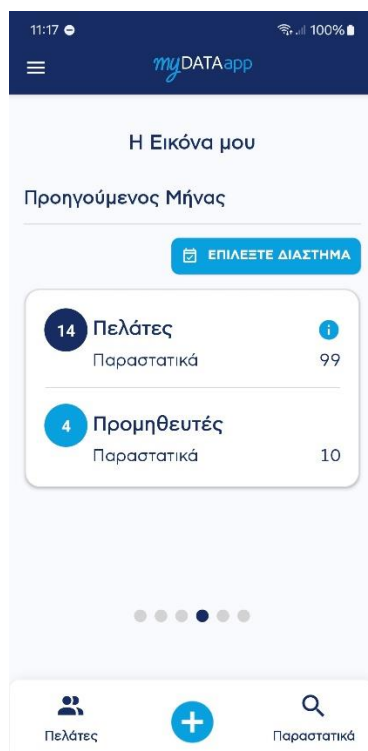 11:17
100%
myDATAapp
Η Εικόνα μου
Προηγούμενος Μήνας
ΕΠΙΛΕΞΤΕ ΔΙΑΣΤΗΜΑ
14 Πελάτες
Παραστατικά 99
4 Προμηθευτές
Παραστατικά 10
Πελάτες
Παραστατικά